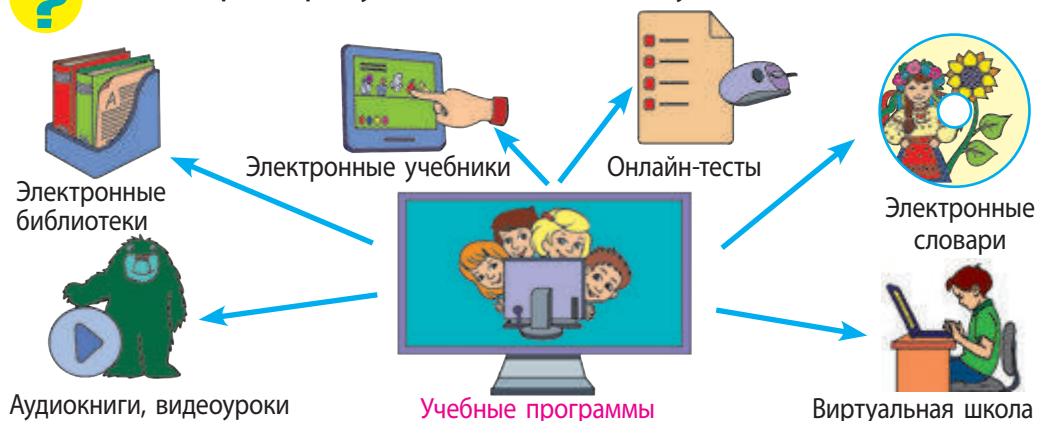 ?
Электронные
библиотеки
Электронные учебники
Онлайн-тесты
Электронные
словари
Аудиокниги, видеоуроки
Учебные программы
Виртуальная школа